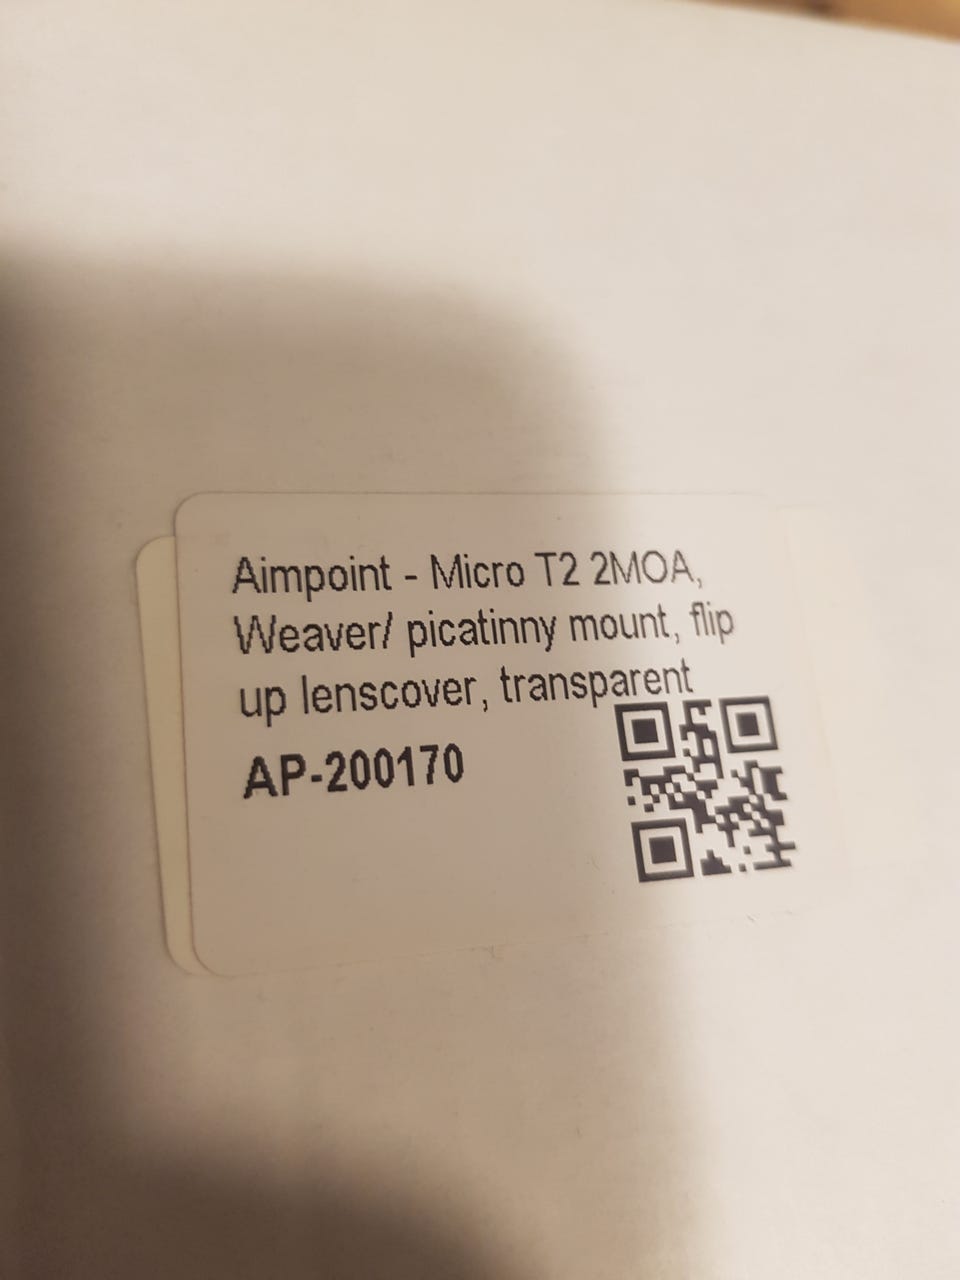 Aimpoint - Micro T2 2MOA,
Weaver/ picatinny mount, flip
up lenscover, transparent
AP-200170